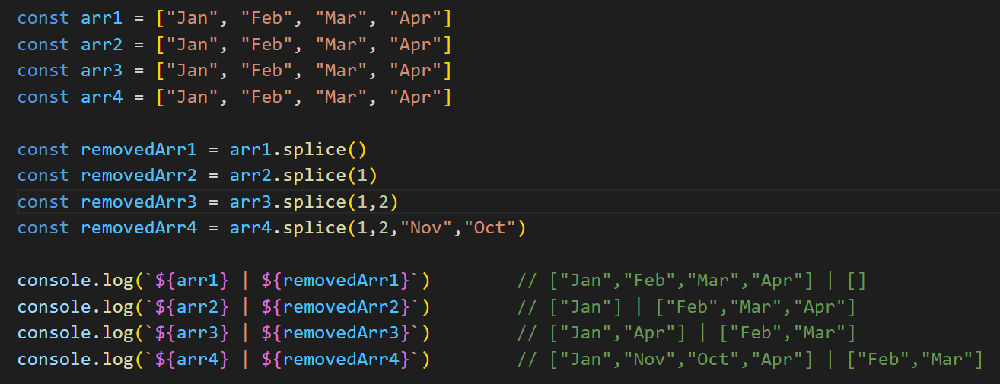 const arr1 = ["Jan", "Feb", "Mar", "Apr"]
const arr2 = ["Jan", "Feb", "Mar", "Apr"]
const arr3 = ["Jan", "Feb", "Mar", "Apr"]
const arr4 = ["Jan", "Feb", "Mar", "Apr"]

const removedArr1 = arr1.splice()
const removedArr2 = arr2.splice(1)
const removedArr3 = arr3.splice(1,2)
const removedArr4 = arr4.splice(1,2,"Nov","Oct")

console.log(`${arr1} | ${removedArr1}`)        // ["Jan","Feb","Mar","Apr"] | []
console.log(`${arr2} | ${removedArr2}`)        // ["Jan"] | ["Feb","Mar","Apr"]
console.log(`${arr3} | ${removedArr3}`)        // ["Jan","Apr"] | ["Feb","Mar"]
console.log(`${arr4} | ${removedArr4}`)        // ["Jan","Nov","Oct","Apr"] | ["Feb","Mar"]